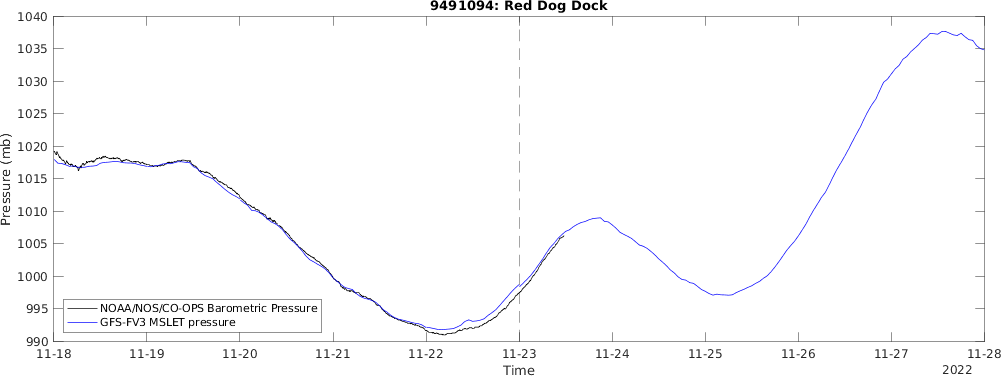 9491094: Red Dog Dock
1040
1035
1030
1025
1020
1015
1010
1005
1000
995
990
Pressure (mb)
NOAA/NOS/CO-OPS Barometric Pressure
GFS-FV3 MSLET pressure
11-18 11-19 11-20 11-21 11-22 11-23 11-24 11-25 11-26 11-27 11-28
Time
2022